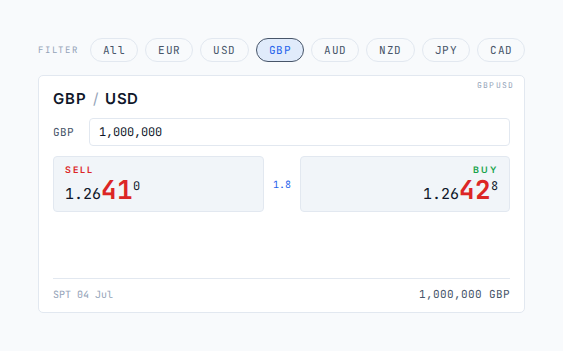 FILTER All EUR USD GBP AUD NZD JPY CAD
GBPUSD
GBP / USD
GBP 1,000,000
SELL BUY
1.26410 1.8 1.26428
SPT 04 Jul 1,000,000 GBP